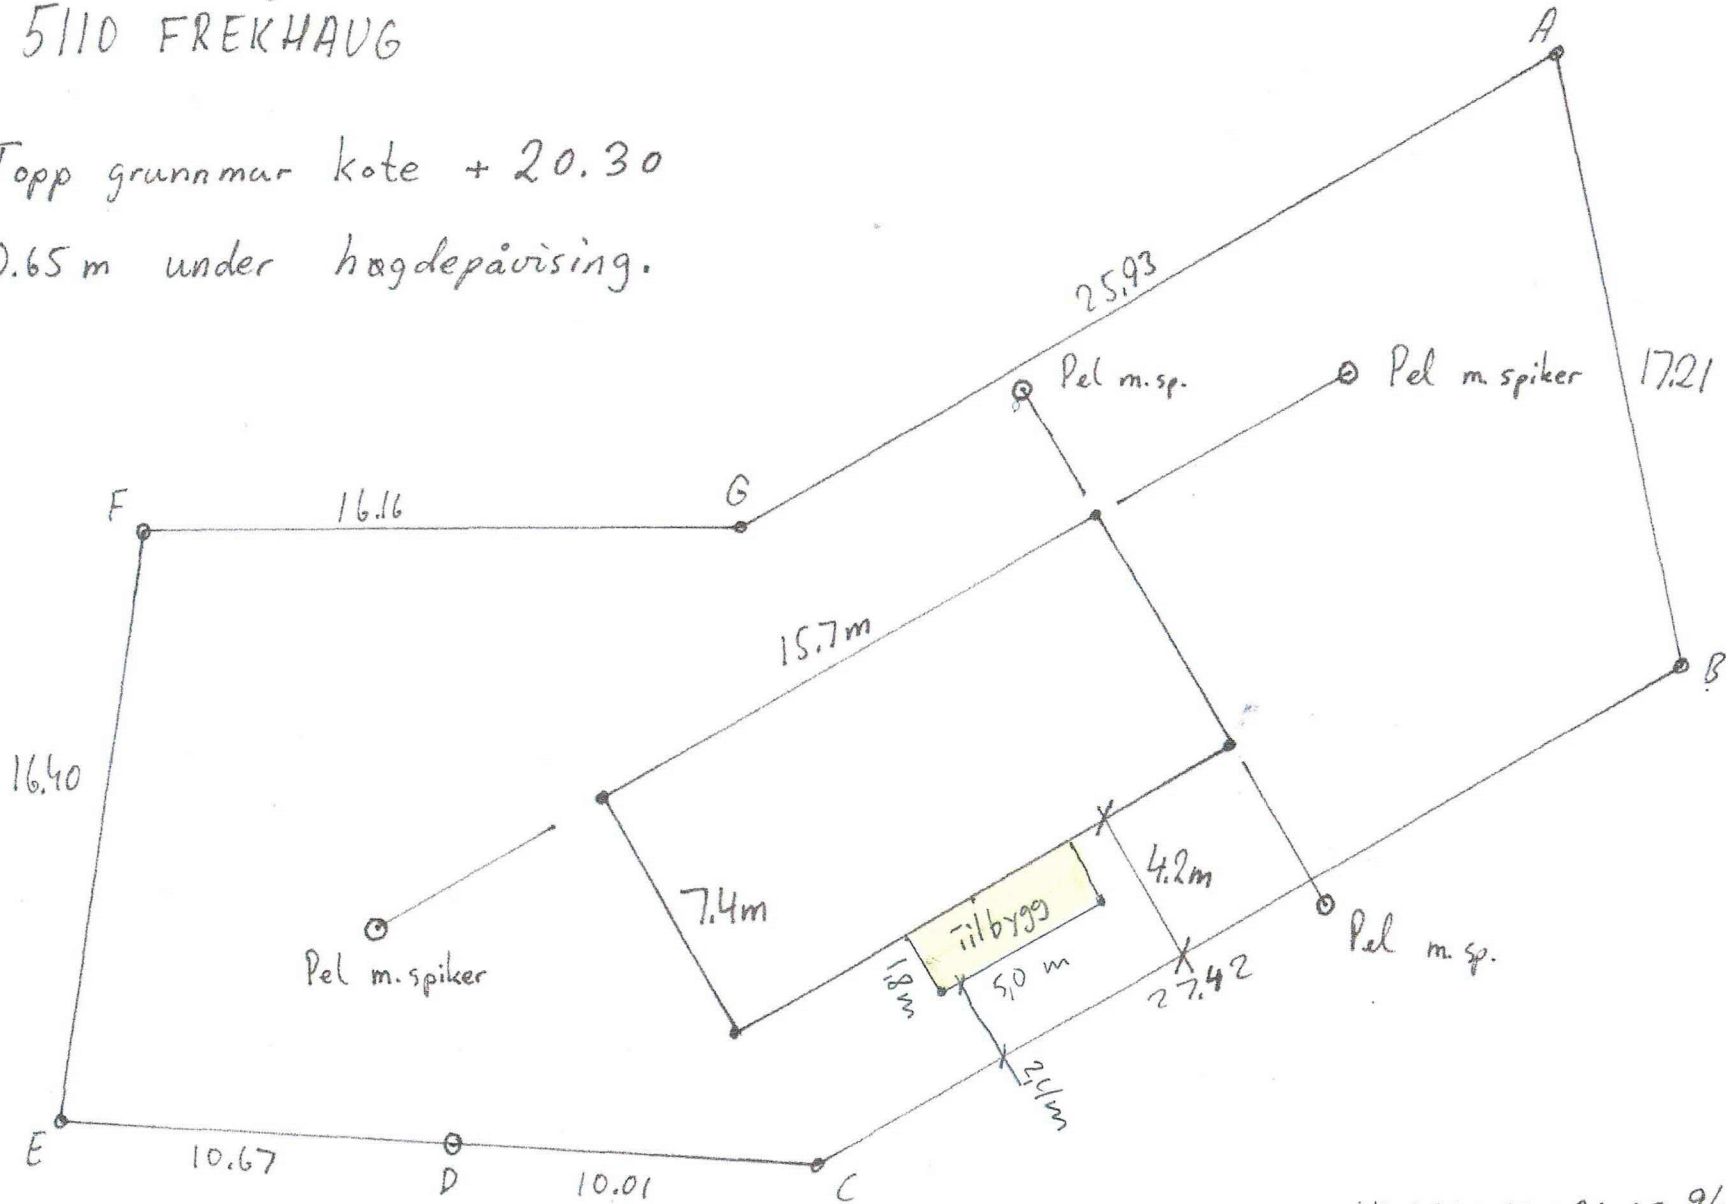 5110 FREKHAUG
A
Topp grunnmur kote + 20.30
0.65 m under høgdepåvising.
25.93
Pel m.sp.
Pel m. spiker
17.21
F
16.16
G
15.7m
B
16.40
7.4m
4.2m
Tilbygg
1,8m
5,0 m
Pel m. sp.
Pel m. spiker
27.42
2,4m
E
10.67
D
10.01
C